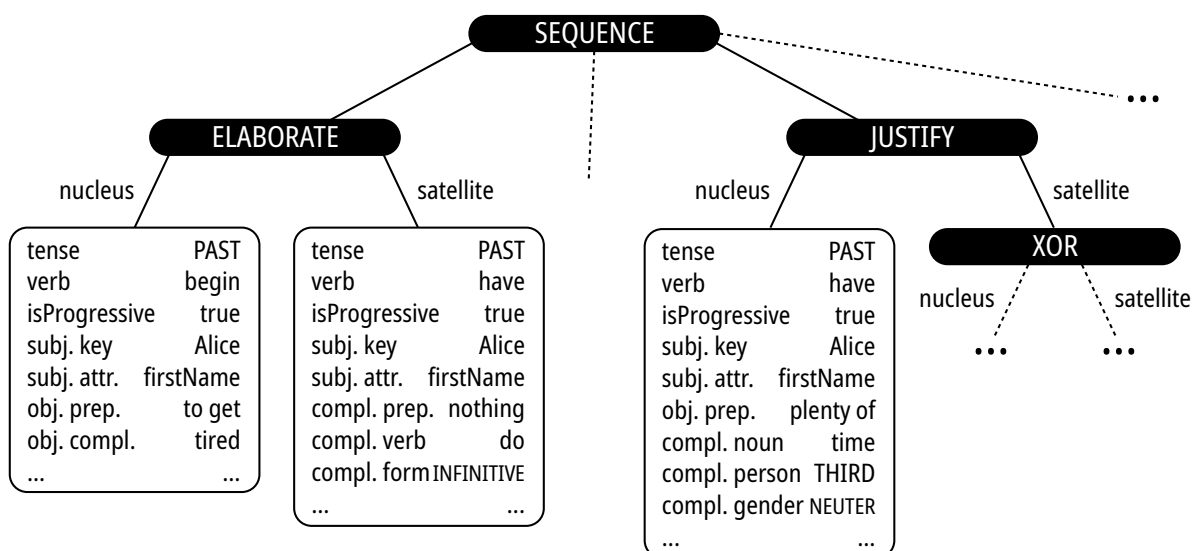 SEQUENCE
...
ELABORATE
JUSTIFY
nucleus
satellite
nucleus
satellite
tense PAST
verb begin
isProgressive true
subj. key Alice
subj. attr. firstName
obj. prep. to get
obj. compl. tired
... ...
tense PAST
verb have
isProgressive true
subj. key Alice
subj. attr. firstName
compl. prep. nothing
compl. verb do
compl. form INFINITIVE
... ...
tense PAST
verb have
isProgressive true
subj. key Alice
subj. attr. firstName
obj. prep. plenty of
compl. noun time
compl. person THIRD
compl. gender NEUTER
... ...
XOR
nucleus
satellite
... ...